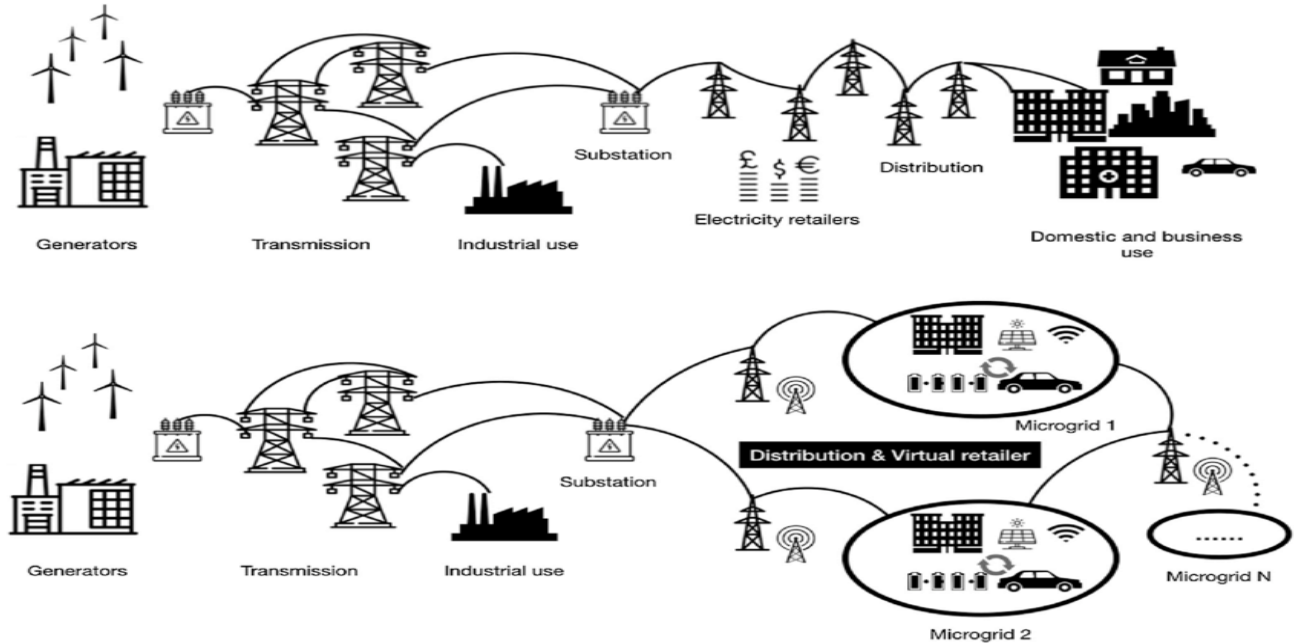 Substation
£ $ €
Distribution
Electricity retailers
Generators
Transmission
Industrial use
Domestic and business
use
Microgrid 1
Distribution & Virtual retailer
Substation
......
Generators
Transmission
Industrial use
Microgrid N
Microgrid 2